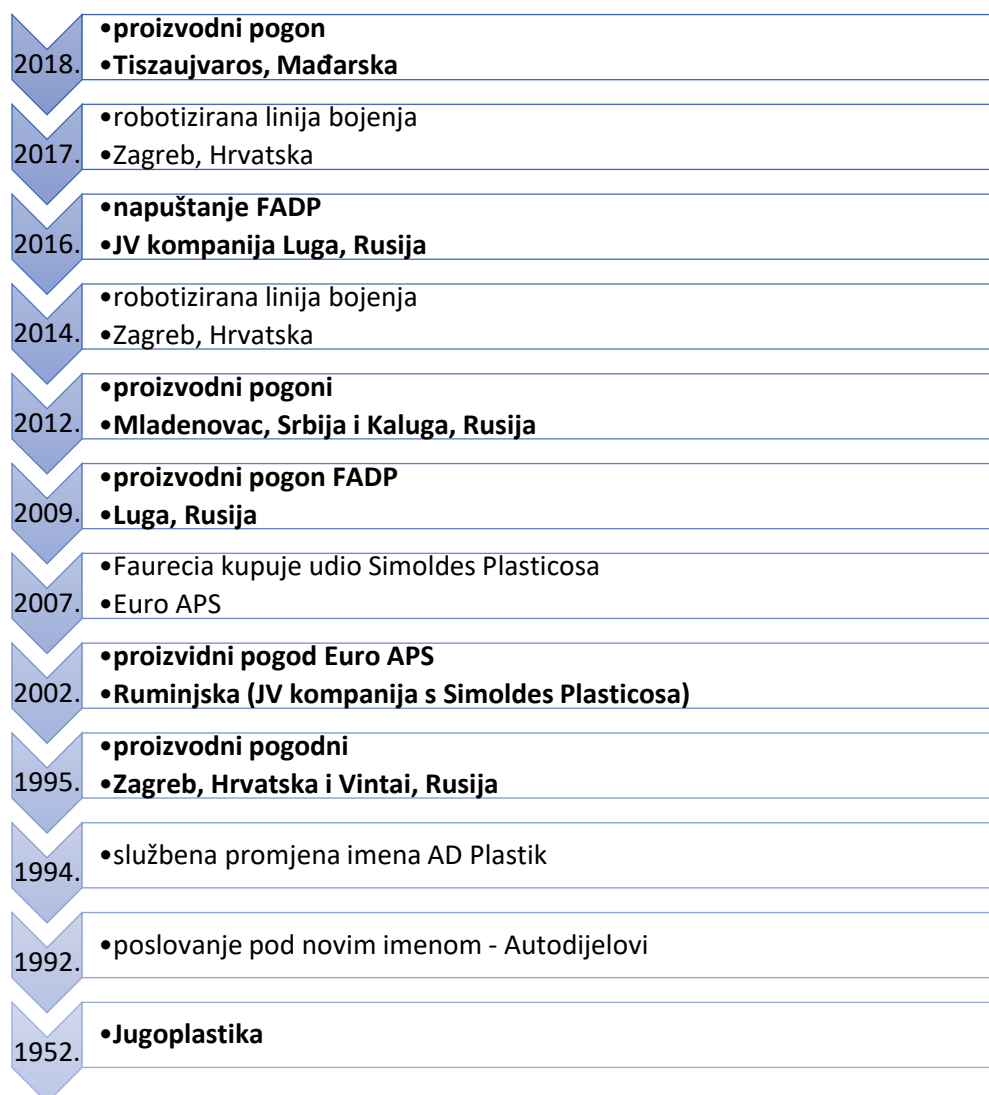 2018.
•proizvodni pogon
•Tiszaujvaros, Mađarska
2017.
•robotizirana linija bojenja
•Zagreb, Hrvatska
2016.
•napuštanje FADP
•JV kompanija Luga, Rusija
2014.
•robotizirana linija bojenja
•Zagreb, Hrvatska
2012.
•proizvodni pogoni
•Mladenovac, Srbija i Kaluga, Rusija
2009.
•proizvodni pogon FADP
•Luga, Rusija
2007.
•Faurecia kupuje udio Simoldes Plasticosa
•Euro APS
2002.
•proizvidni pogod Euro APS
•Ruminjska (JV kompanija s Simoldes Plasticosa)
1995.
•proizvodni pogodni
•Zagreb, Hrvatska i Vintai, Rusija
1994.
•službena promjena imena AD Plastik
1992.
•poslovanje pod novim imenom - Autodijelovi
1952.
•Jugoplastika